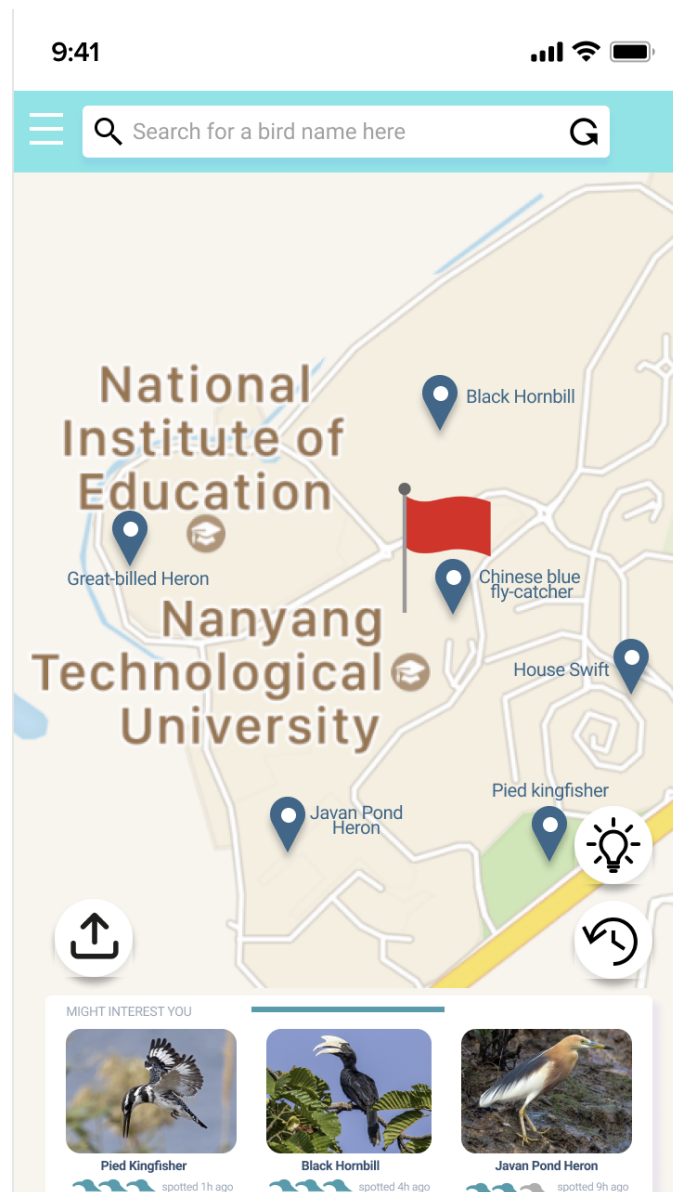 9:41
Search for a bird name here
National
Institute of
Education
Black Hornbill
Great-billed Heron
Chinese blue
fly-catcher
Nanyang
Technological
University
House Swift
Pied kingfisher
Javan Pond
Heron
MIGHT INTEREST YOU
Pied Kingfisher
Black Hornbill
Javan Pond Heron
spotted 1h ago
spotted 4h ago
spotted 9h ago